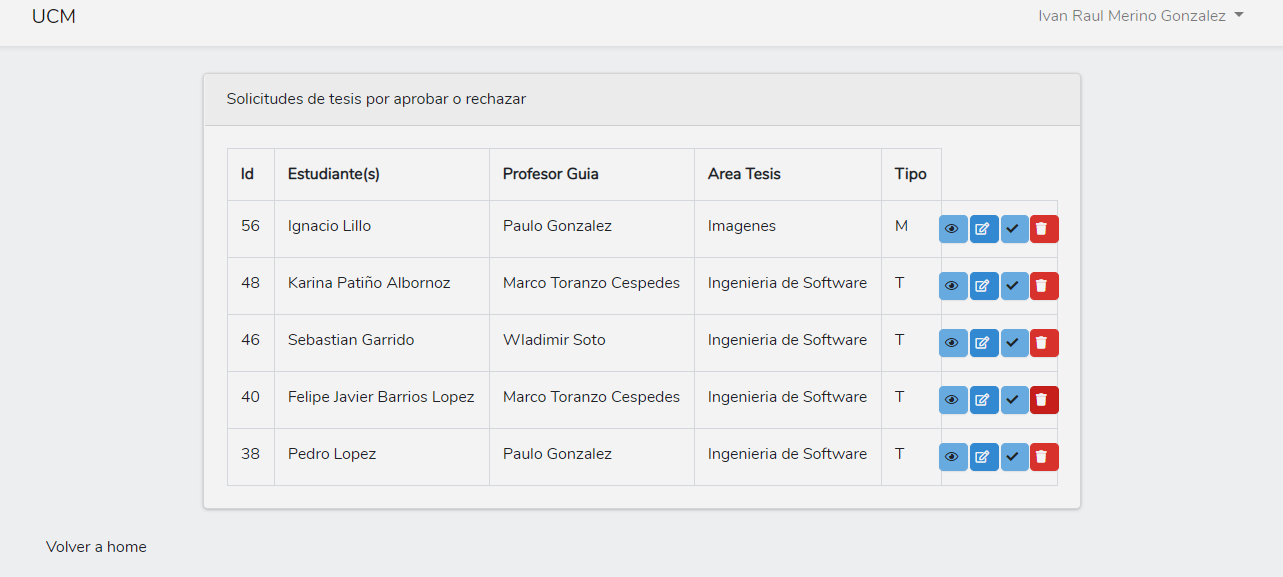 UCM
Ivan Raul Merino Gonzalez
Solicitudes de tesis por aprobar o rechazar
Id Estudiante(s) Profesor Guia Area Tesis Tipo
56 Ignacio Lillo Paulo Gonzalez Imagenes M
48 Karina Patiño Albornoz Marco Toranzo Cespedes Ingenieria de Software T
46 Sebastian Garrido Wladimir Soto Ingenieria de Software T
40 Felipe Javier Barrios Lopez Marco Toranzo Cespedes Ingenieria de Software T
38 Pedro Lopez Paulo Gonzalez Ingenieria de Software T
Volver a home